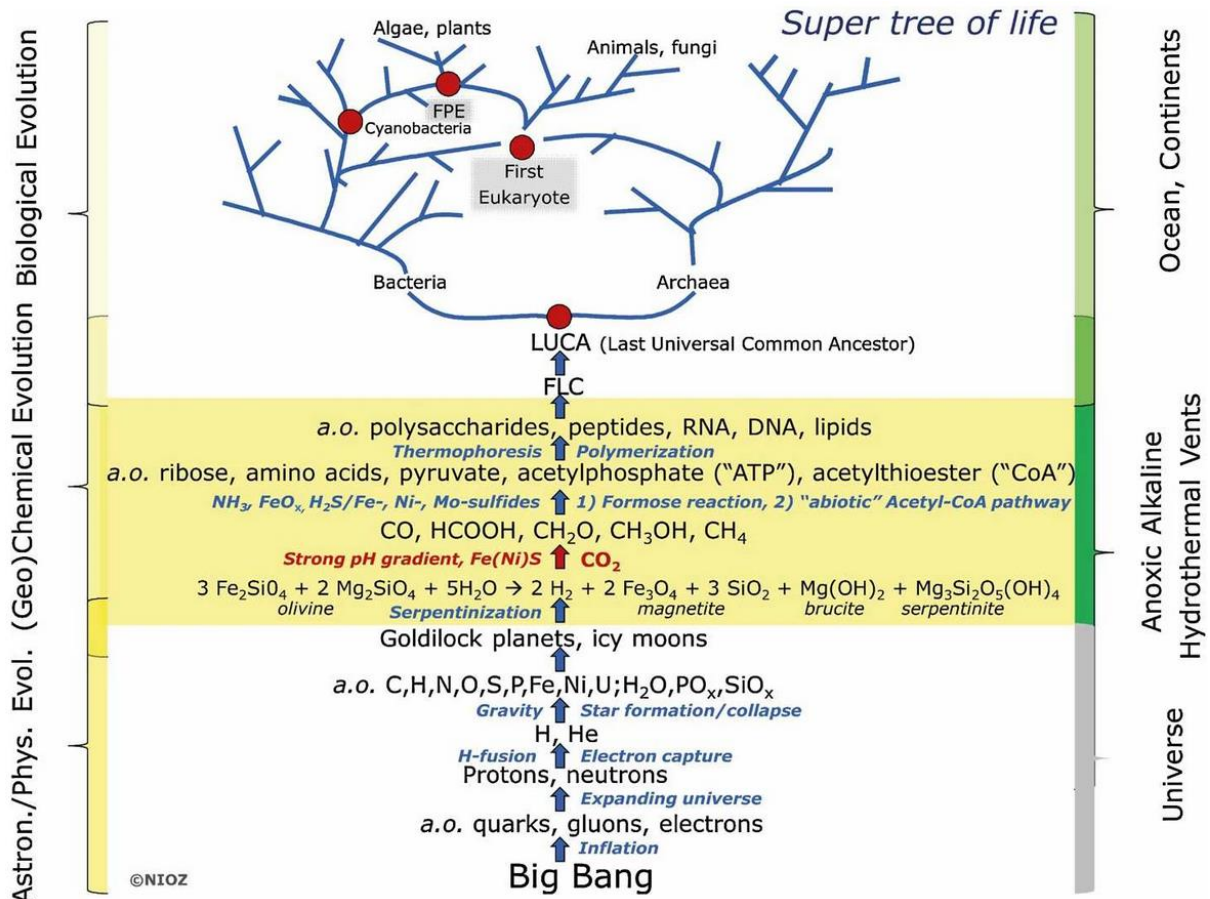 Super tree of life
Algae, plants
Animals, fungi
FPE
Cyanobacteria
First
Eukaryote
Bacteria
Archaea
LUCA (Last Universal Common Ancestor)
FLC
a.o. polysaccharides, peptides, RNA, DNA, lipids
Thermophoresis Polymerization
a.o. ribose, amino acids, pyruvate, acetylphosphate (“ATP”), acetylthioester (“CoA”)
NH₃, FeOₓ, H₂S/Fe-, Ni-, Mo-sulfides 1) Formose reaction, 2) “abiotic” Acetyl-CoA pathway
CO, HCOOH, CH₂O, CH₃OH, CH₄
Strong pH gradient, Fe(Ni)S CO₂
3 Fe₂Si0₄ + 2 Mg₂SiO₄ + 5H₂O → 2 H₂ + 2 Fe₃O₄ + 3 SiO₂ + Mg(OH)₂ + Mg₃Si₂O₅(OH)₄
olivine magnetite brucite serpentinite
Serpentinization
Goldilock planets, icy moons
a.o. C,H,N,O,S,P,Fe,Ni,U;H₂O,POₓ,SiOₓ
Gravity Star formation/collapse
H, He
H-fusion Electron capture
Protons, neutrons
Expanding universe
a.o. quarks, gluons, electrons
Inflation
Big Bang
©NIOZ
Astron./Phys. Evol. (Geo)Chemical Evolution Biological Evolution
Ocean, Continents
Anoxic Alkaline
Hydrothermal Vents
Universe